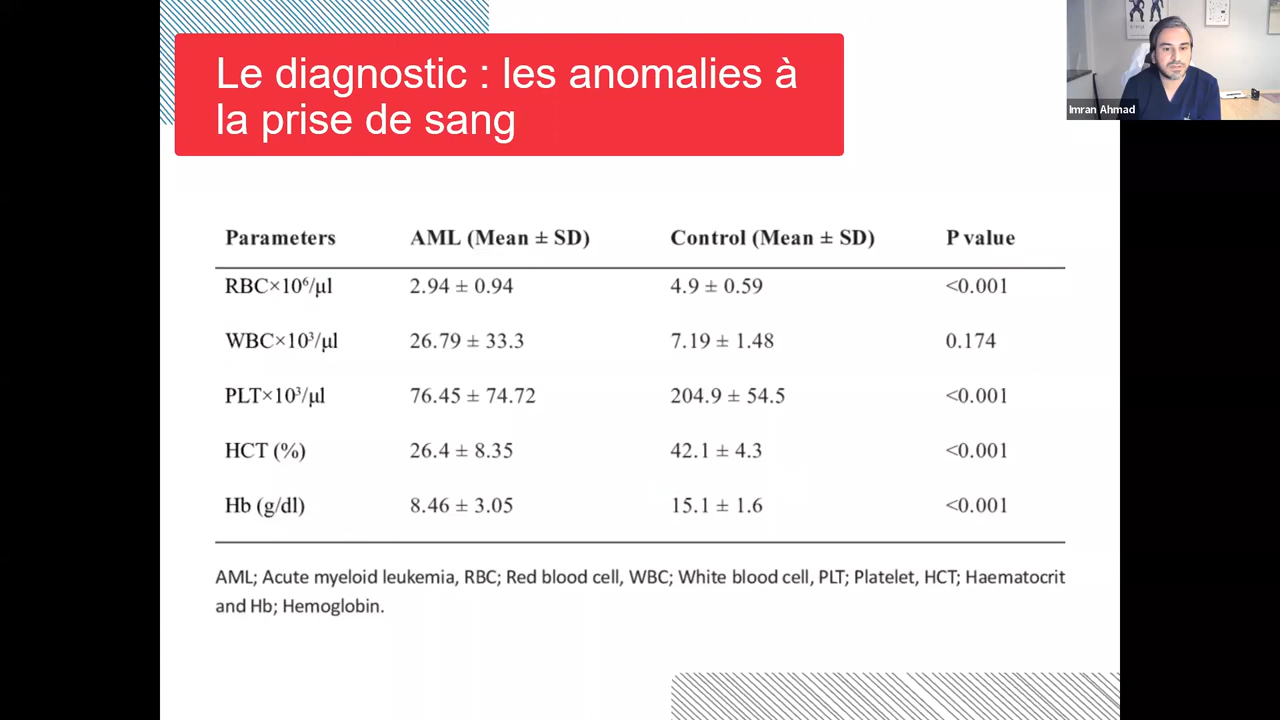 Le diagnostic : les anomalies à
la prise de sang
Imran Ahmad
Parameters AML (Mean ± SD) Control (Mean ± SD) P value
RBC×10⁶/µl 2.94 ± 0.94 4.9 ± 0.59 <0.001
WBC×10³/µl 26.79 ± 33.3 7.19 ± 1.48 0.174
PLT×10³/µl 76.45 ± 74.72 204.9 ± 54.5 <0.001
HCT (%) 26.4 ± 8.35 42.1 ± 4.3 <0.001
Hb (g/dl) 8.46 ± 3.05 15.1 ± 1.6 <0.001
AML; Acute myeloid leukemia, RBC; Red blood cell, WBC; White blood cell, PLT; Platelet, HCT; Haematocrit
and Hb; Hemoglobin.